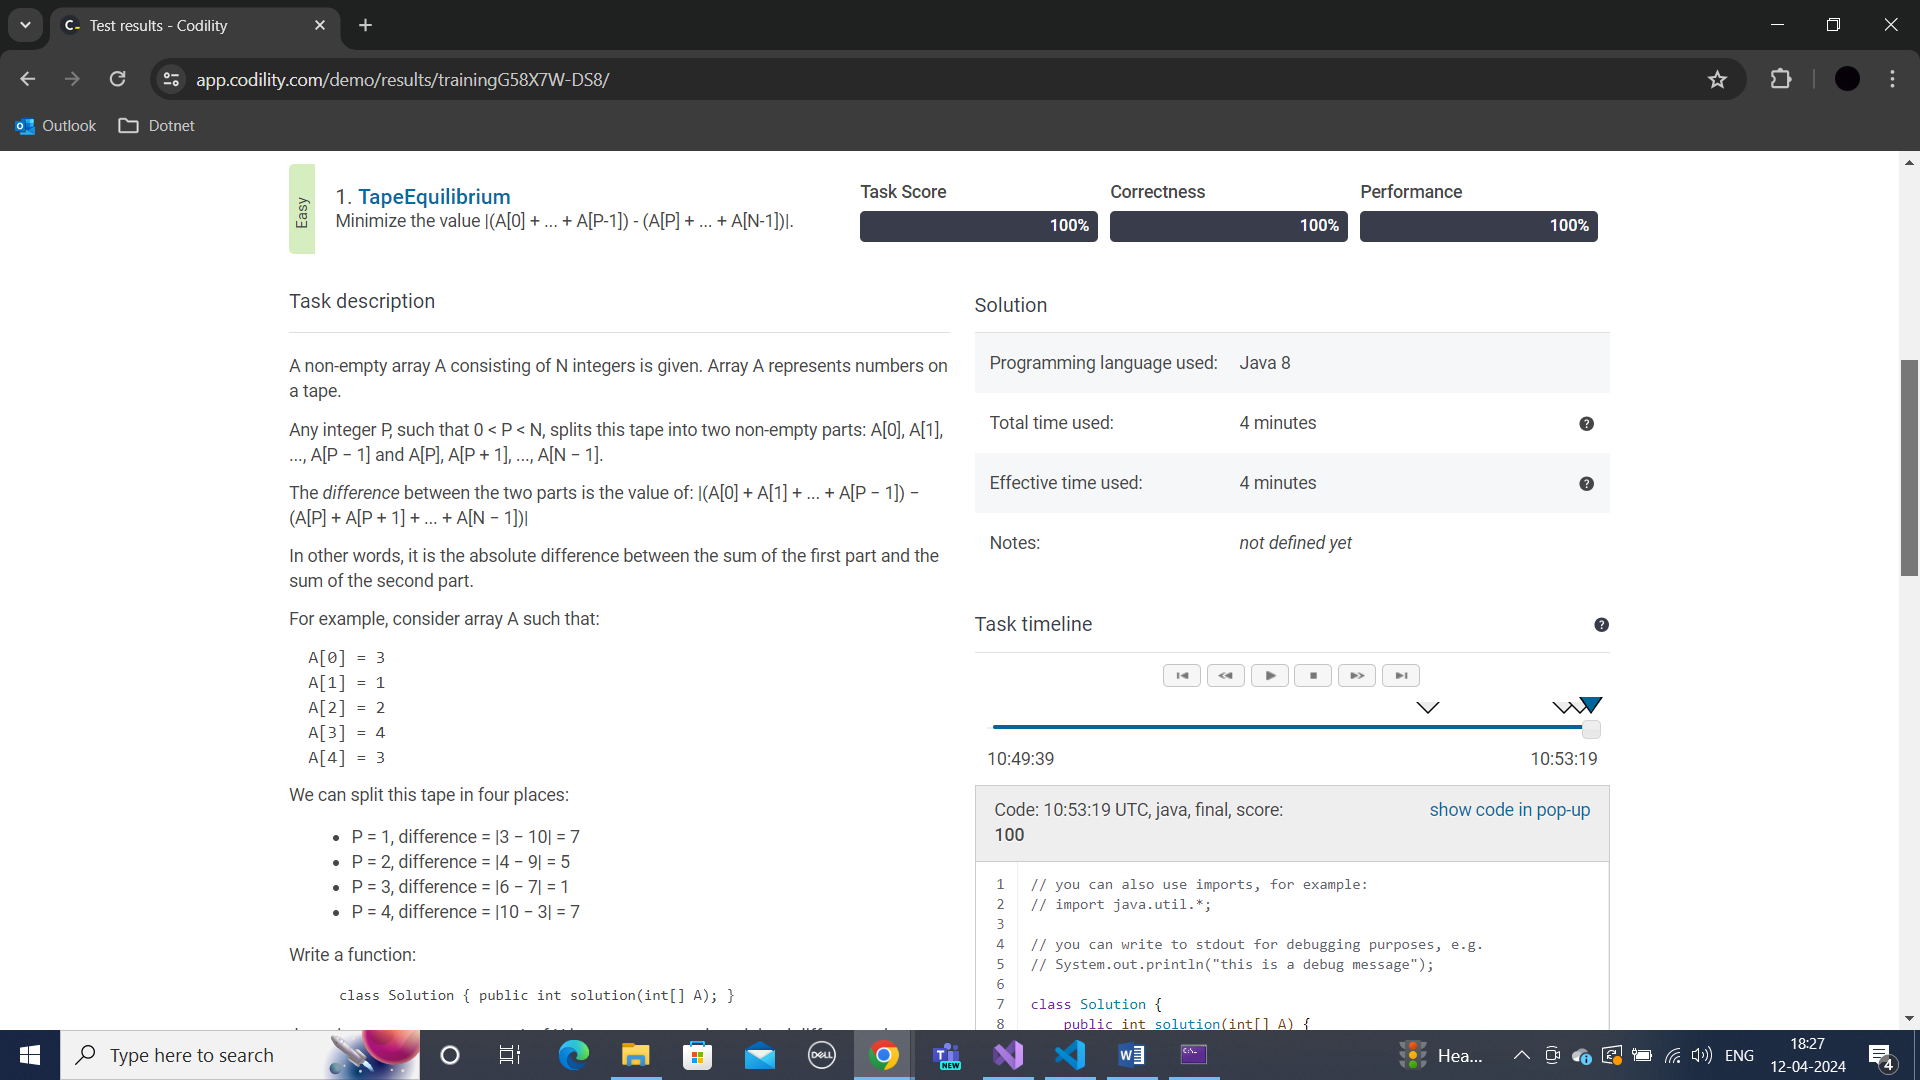 Test results - Codility
app.codility.com/demo/results/trainingG58X7W-DS8/
Outlook
Dotnet
Easy
1. TapeEquilibrium
Minimize the value |(A[0] + ... + A[P-1]) - (A[P] + ... + A[N-1])|.
Task Score
Correctness
Performance
100%
100%
100%
Task description
A non-empty array A consisting of N integers is given. Array A represents numbers on
a tape.
Any integer P, such that 0 < P < N, splits this tape into two non-empty parts: A[0], A[1],
..., A[P − 1] and A[P], A[P + 1], ..., A[N − 1].
The difference between the two parts is the value of: |(A[0] + A[1] + ... + A[P − 1]) −
(A[P] + A[P + 1] + ... + A[N − 1])|
In other words, it is the absolute difference between the sum of the first part and the
sum of the second part.
For example, consider array A such that:
A[0] = 3
A[1] = 1
A[2] = 2
A[3] = 4
A[4] = 3
We can split this tape in four places:
• P = 1, difference = |3 − 10| = 7
• P = 2, difference = |4 − 9| = 5
• P = 3, difference = |6 − 7| = 1
• P = 4, difference = |10 − 3| = 7
Write a function:
class Solution { public int solution(int[] A); }
Solution
Programming language used: Java 8
Total time used: 4 minutes
Effective time used: 4 minutes
Notes: not defined yet
Task timeline
10:49:39
10:53:19
Code: 10:53:19 UTC, java, final, score:
100
show code in pop-up
1 // you can also use imports, for example:
2 // import java.util.*;
3
4 // you can write to stdout for debugging purposes, e.g.
5 // System.out.println("this is a debug message");
6
7 class Solution {
8 public int solution(int[] A) {
Type here to search
DELL
NEW
Hea...
ENG
18:27
12-04-2024
4